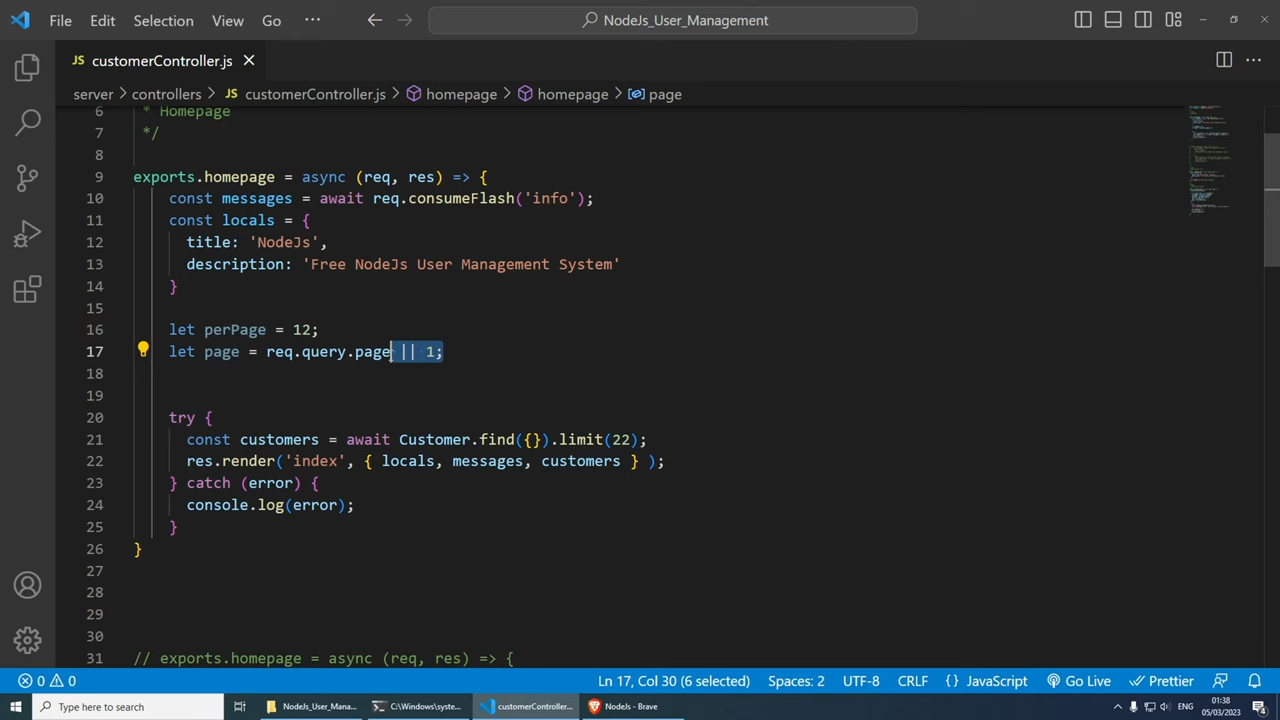 File Edit Selection View Go ··· NodeJs_User_Management
JS customerController.js
server > controllers > JS customerController.js > homepage > homepage > page
6 * Homepage
7 */
8
9 exports.homepage = async (req, res) => {
10 const messages = await req.consumeFlash('info');
11 const locals = {
12 title: 'NodeJs',
13 description: 'Free NodeJs User Management System'
14 }
15
16 let perPage = 12;
17 let page = req.query.page || 1;
18
19
20 try {
21 const customers = await Customer.find({}).limit(22);
22 res.render('index', { locals, messages, customers } );
23 } catch (error) {
24 console.log(error);
25 }
26 }
27
28
29
30
31 // exports.homepage = async (req, res) => {
0 0 Ln 17, Col 30 (6 selected) Spaces: 2 UTF-8 CRLF {} JavaScript Go Live Prettier
Type here to search NodeJs_User_Mana... C:\Windows\syste... customerController... NodeJs - Brave ENG 01:38
05/03/2023 4